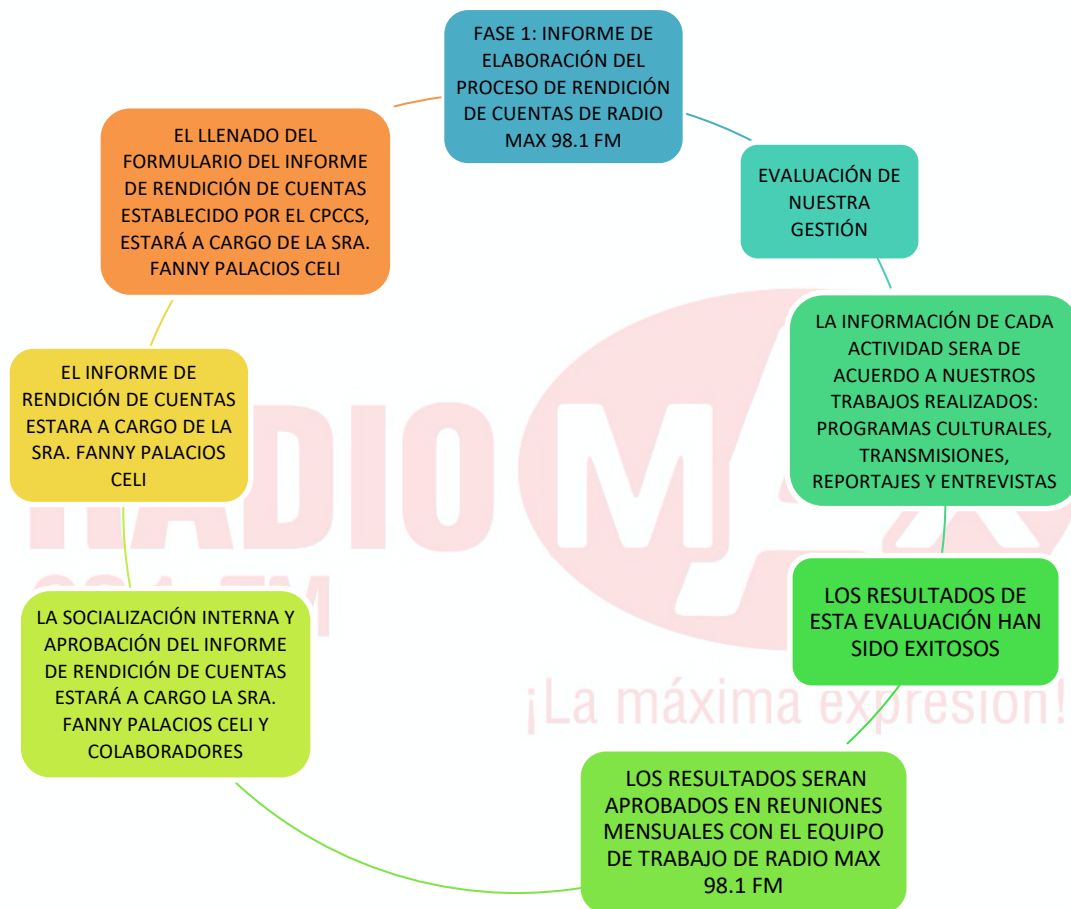 FASE 1: INFORME DE
ELABORACIÓN DEL
PROCESO DE RENDICIÓN
DE CUENTAS DE RADIO
MAX 98.1 FM
EVALUACIÓN DE
NUESTRA
GESTIÓN
LA INFORMACIÓN DE CADA
ACTIVIDAD SERA DE
ACUERDO A NUESTROS
TRABAJOS REALIZADOS:
PROGRAMAS CULTURALES,
TRANSMISIONES,
REPORTAJES Y ENTREVISTAS
LOS RESULTADOS DE
ESTA EVALUACIÓN HAN
SIDO EXITOSOS
LOS RESULTADOS SERAN
APROBADOS EN REUNIONES
MENSUALES CON EL EQUIPO
DE TRABAJO DE RADIO MAX
98.1 FM
LA SOCIALIZACIÓN INTERNA Y
APROBACIÓN DEL INFORME
DE RENDICIÓN DE CUENTAS
ESTARÁ A CARGO LA SRA.
FANNY PALACIOS CELI Y
COLABORADORES
EL INFORME DE
RENDICIÓN DE CUENTAS
ESTARA A CARGO DE LA
SRA. FANNY PALACIOS
CELI
EL LLENADO DEL
FORMULARIO DEL INFORME
DE RENDICIÓN DE CUENTAS
ESTABLECIDO POR EL CPCCS,
ESTARÁ A CARGO DE LA SRA.
FANNY PALACIOS CELI
RADIO MAX
98.1 FM
¡La máxima expresión!